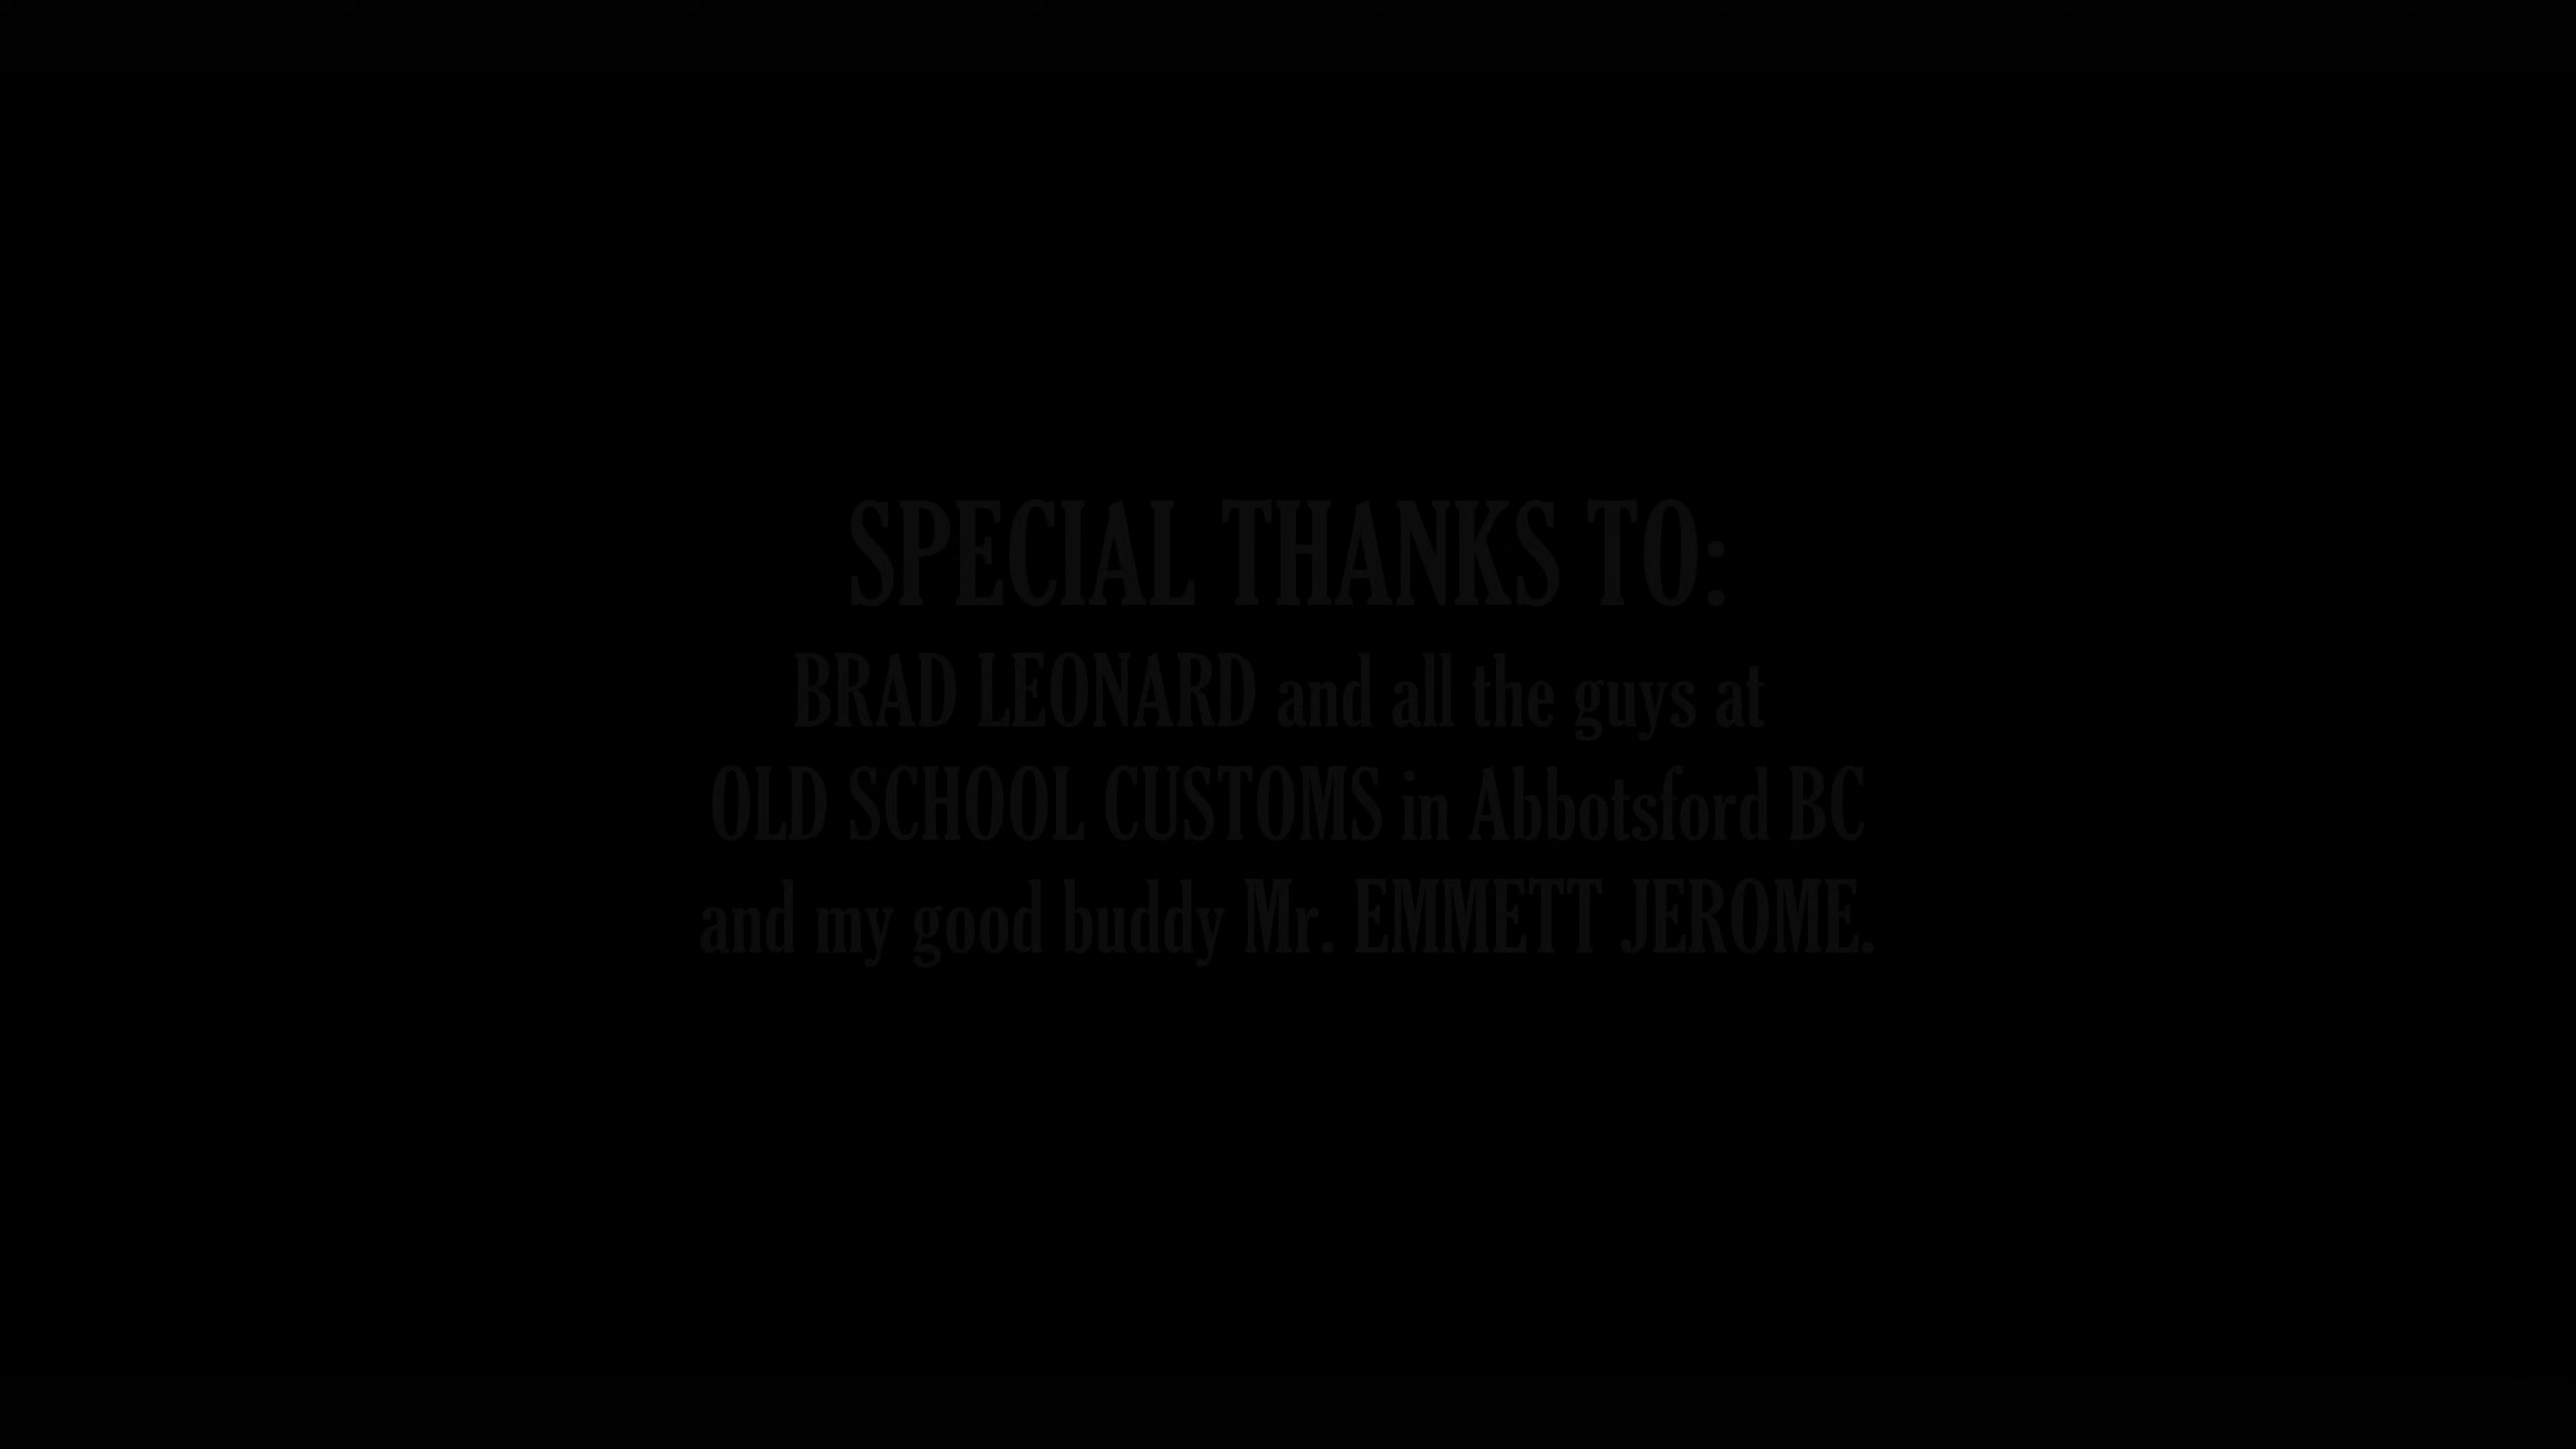 SPECIAL THANKS TO:
BRAD LEONARD and all the guys at
OLD SCHOOL CUSTOMS in Abbotsford BC
and my good buddy Mr. EMMETT JEROME.